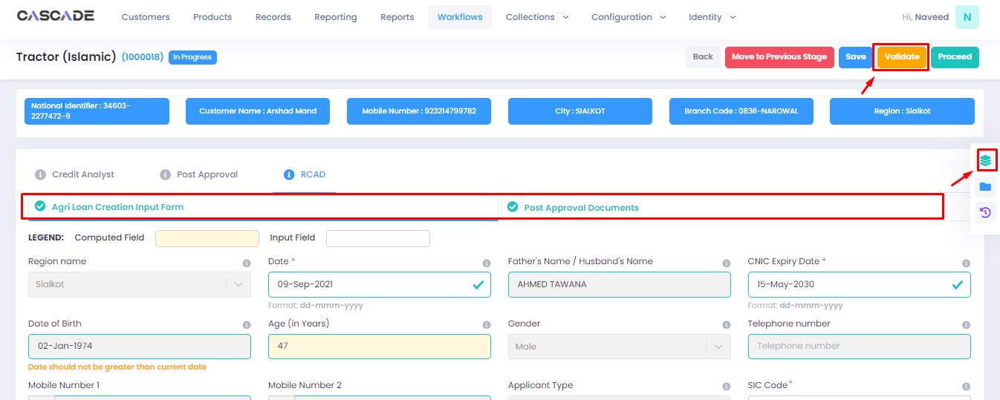 CASCADE Customers Products Records Reporting Reports Workflows Collections Configuration Identity Hi, Naveed N
Tractor (Islamic) (1000018) In Progress Back Move to Previous Stage Save Validate Proceed
National Identifier : 34603-
2277472-9
Customer Name : Arshad Mand Mobile Number : 923214799782 City : SIALKOT Branch Code : 0836-NAROWAL Region : Sialkot
Credit Analyst Post Approval RCAD
Agri Loan Creation Input Form Post Approval Documents
LEGEND: Computed Field Input Field
Region name Date * Father's Name / Husband's Name CNIC Expiry Date *
Sialkot 09-Sep-2021 AHMED TAWANA 15-May-2030
Format: dd-mmm-yyyy Format: dd-mmm-yyyy
Date of Birth Age (in Years) Gender Telephone number
02-Jan-1974 47 Male Telephone number
Date should not be greater than current date
Mobile Number 1 Mobile Number 2 Applicant Type SIC Code*